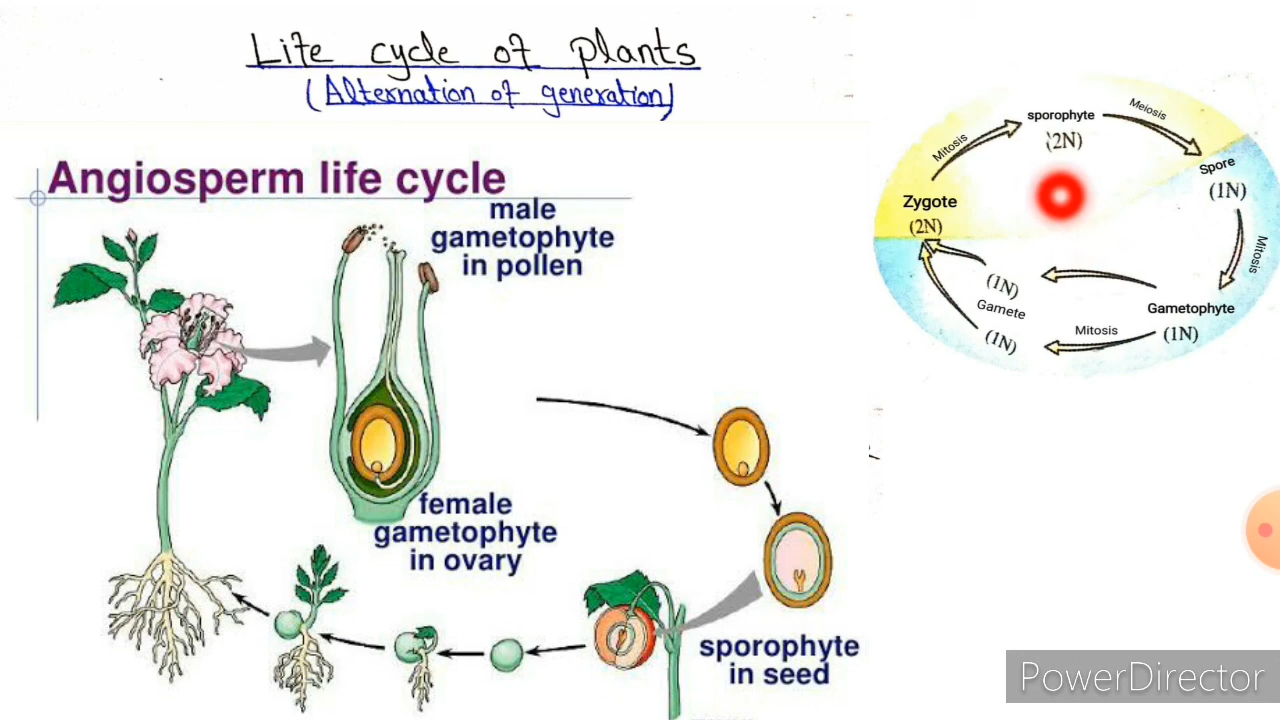 Life cycle of plants
(Alternation of generation)
Angiosperm life cycle
male
gametophyte
in pollen
female
gametophyte
in ovary
sporophyte
in seed
sporophyte
(2N)
Meiosis
Mitosis
Spore
(1N)
Zygote
(2N)
Mitosis
(1N)
Gamete
(1N)
Gametophyte
(1N)
Mitosis
PowerDirector